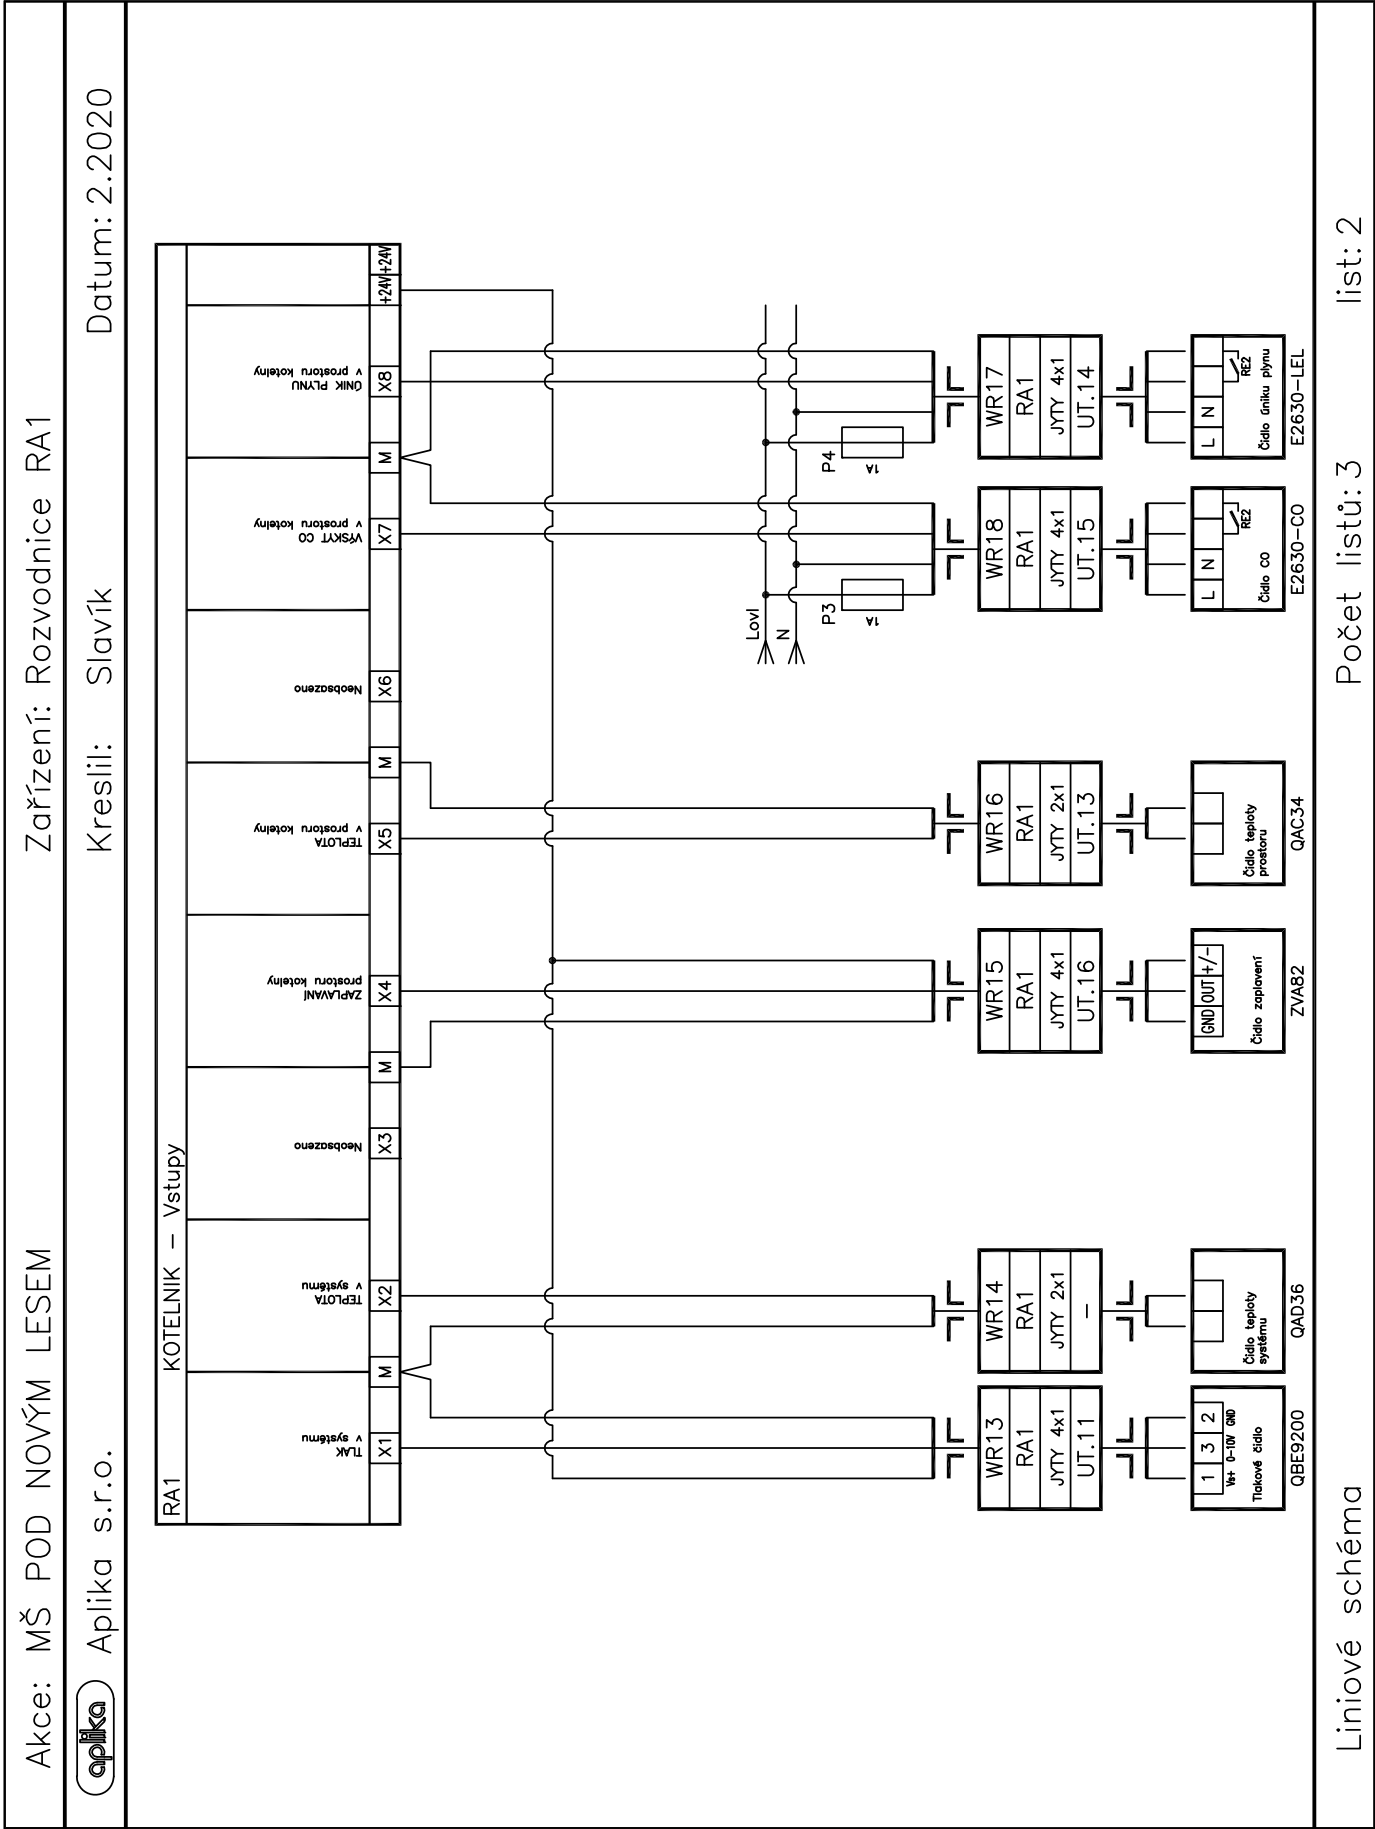 Akce: MŠ POD NOVÝM LESEM
Zařízení: Rozvodnice RA1
aplika
Aplika s.r.o.
Kreslil: Slavík
Datum: 2.2020
RA1
KOTELNIK – Vstupy
TLAK
v systému
TEPLOTA
v systému
Neobsazeno
ZAPLAVANÍ
prostoru kotelny
TEPLOTA
v prostoru kotelny
Neobsazeno
VÝSKYT CO
v prostoru kotelny
ÚNIK PLYNU
v prostoru kotelny
X1 M X2 X3 M X4 X5 M X6 X7 M X8 +24V +24V
Lovl
N
P3
1A
P4
1A
WR13
RA1
JYTY 4x1
UT.11
WR14
RA1
JYTY 2x1
–
WR15
RA1
JYTY 4x1
UT.16
WR16
RA1
JYTY 2x1
UT.13
WR18
RA1
JYTY 4x1
UT.15
WR17
RA1
JYTY 4x1
UT.14
1 3 2
Vs+ 0-10V GND
Tlakové čidlo
QBE9200
Čidlo teploty
systému
QAD36
GND OUT +/-
Čidlo zaplavení
ZVA82
Čidlo teploty
prostoru
QAC34
L N
RE2
Čidlo CO
E2630-CO
L N
RE2
Čidlo úniku plynu
E2630-LEL
Liniové schéma
Počet listů: 3
list: 2